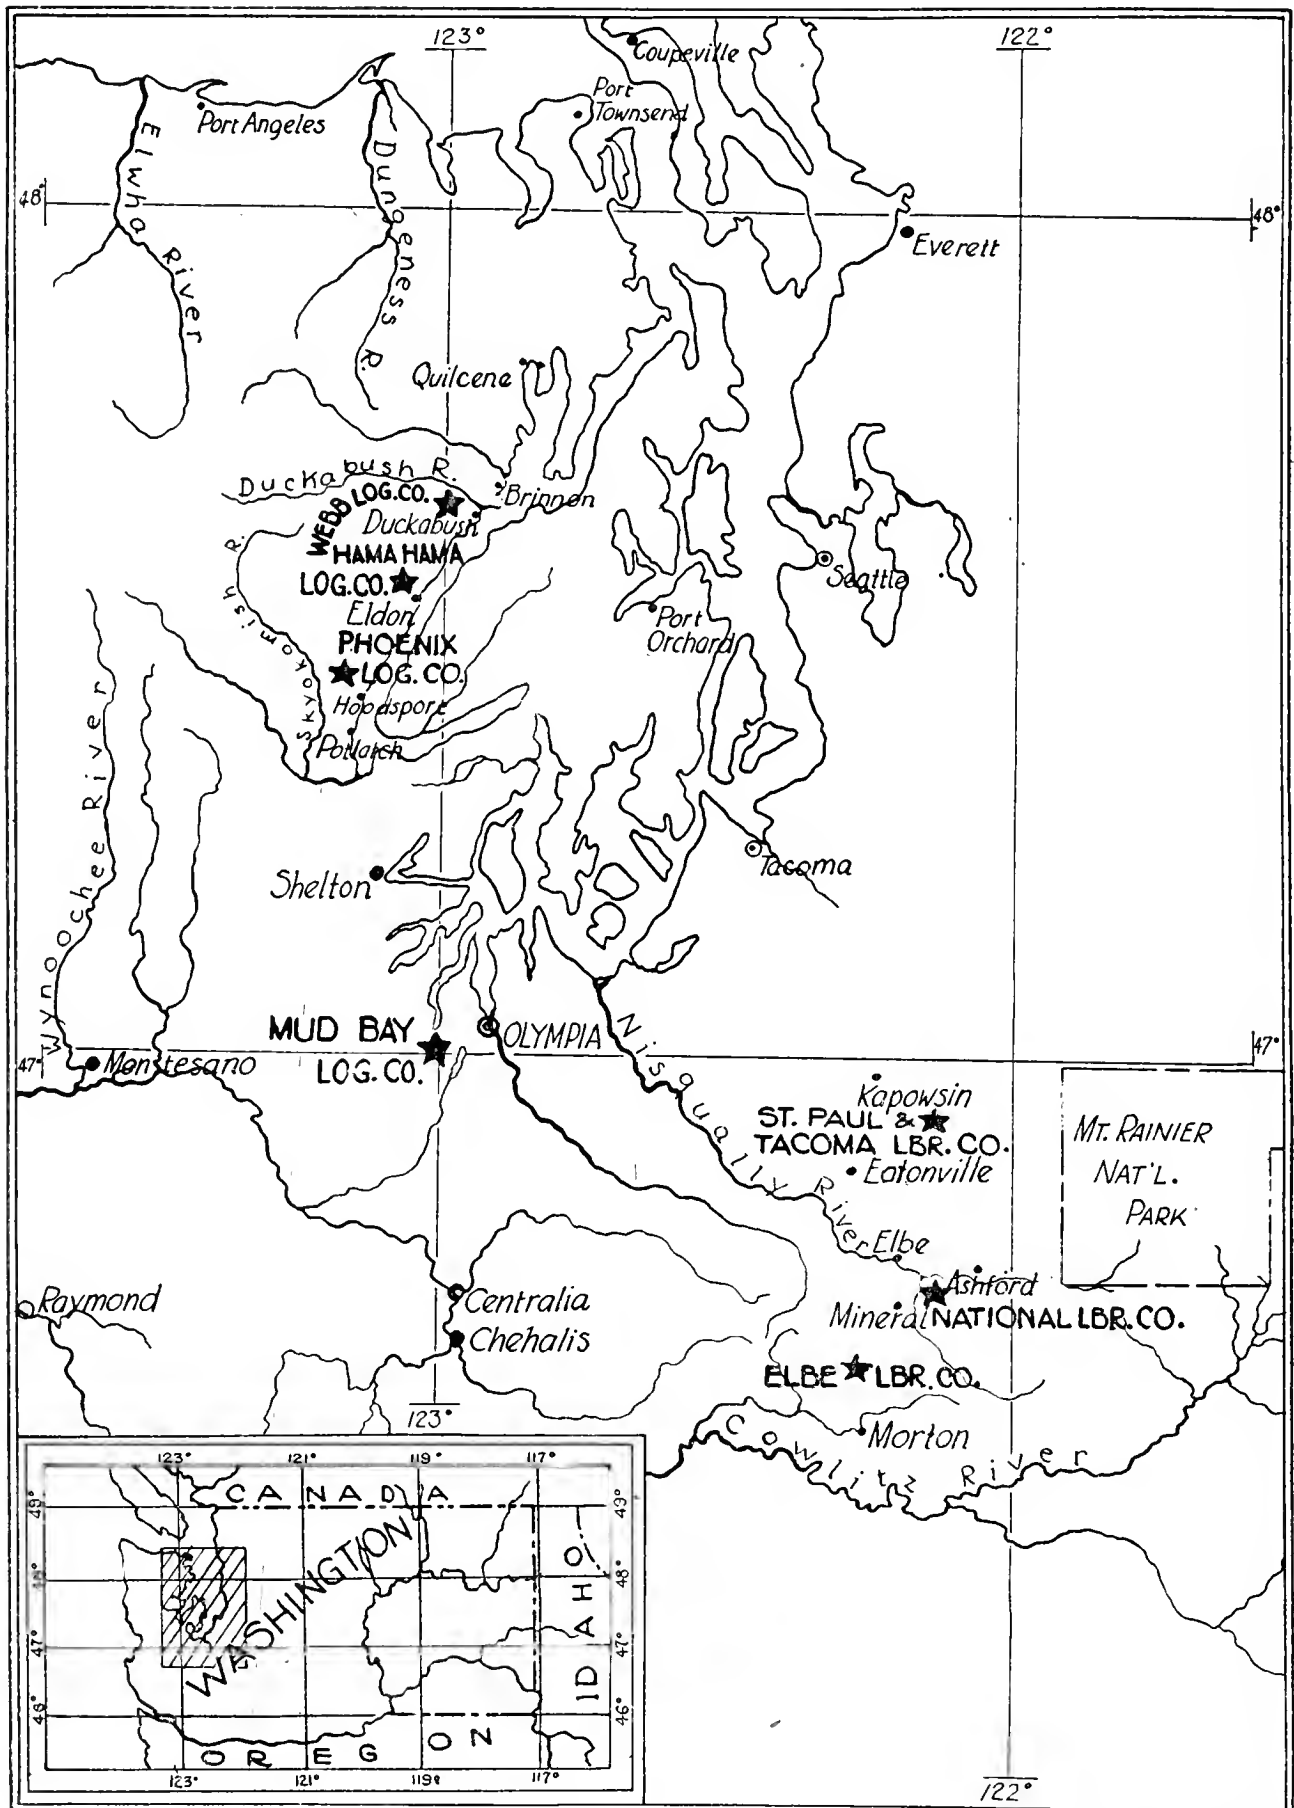 123°
122°
Coupeville
Port
Townsend
Port Angeles
Elwha River
Dungeness R.
48°
48°
Everett
Quilcene
Duckabush R.
Brinnon
WEBB LOG. CO.
Duckabush
HAMA HAMA
LOG. CO.
Eldon
Skyokomish R.
Seattle
Port
Orchard
PHOENIX
LOG. CO.
Hoodsport
Potlatch
Wynoochee River
Tacoma
Shelton
MUD BAY
LOG. CO.
OLYMPIA
Nisqually River
47°
47°
Montesano
Kapowsin
ST. PAUL &
TACOMA LBR. CO.
Eatonville
MT. RAINIER
NAT'L.
PARK
Elbe
Ashford
Raymond
Centralia
Mineral NATIONAL LBR. CO.
Chehalis
ELBE LBR. CO.
123°
Morton
Cowlitz River
123° 121° 119° 117°
CANADA
49° 49°
WASHINGTON
48° 48°
IDAHO
47° 47°
46° 46°
OREGON
123° 121° 119° 117°
122°